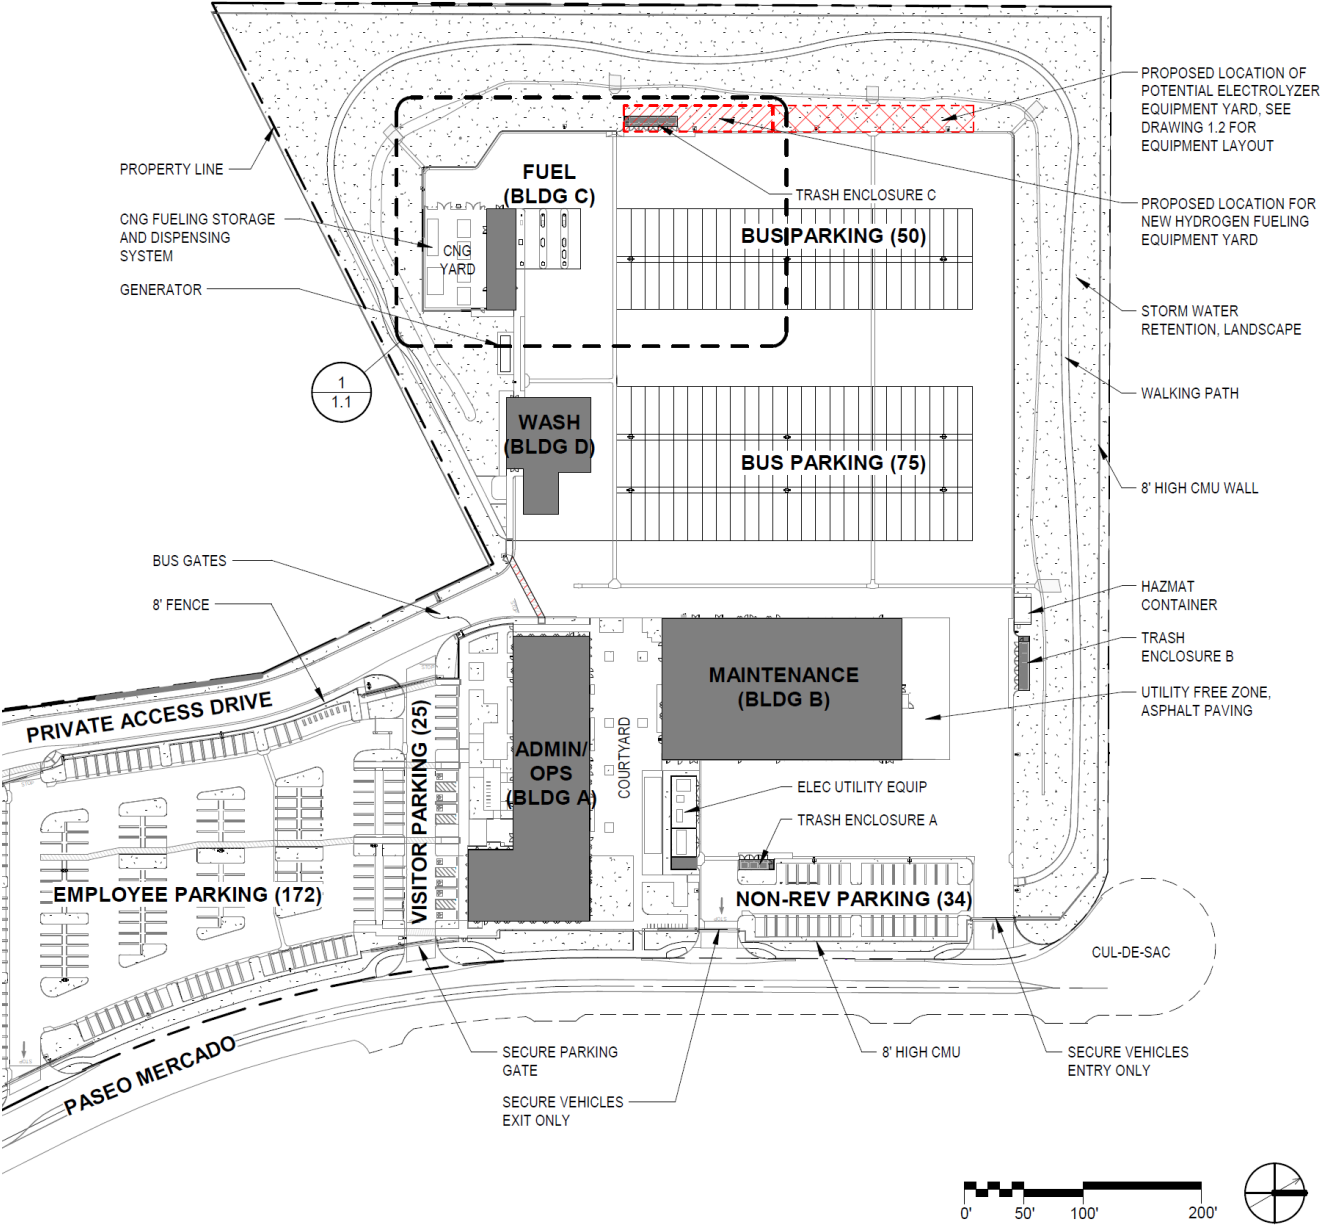 PROPOSED LOCATION OF
POTENTIAL ELECTROLYZER
EQUIPMENT YARD, SEE
DRAWING 1.2 FOR
EQUIPMENT LAYOUT
PROPERTY LINE
FUEL
(BLDG C)
TRASH ENCLOSURE C
PROPOSED LOCATION FOR
NEW HYDROGEN FUELING
EQUIPMENT YARD
CNG FUELING STORAGE
AND DISPENSING
SYSTEM
CNG
YARD
BUS PARKING (50)
GENERATOR
STORM WATER
RETENTION, LANDSCAPE
1
1.1
WALKING PATH
WASH
(BLDG D)
BUS PARKING (75)
8' HIGH CMU WALL
BUS GATES
8' FENCE
HAZMAT
CONTAINER
TRASH
ENCLOSURE B
MAINTENANCE
(BLDG B)
UTILITY FREE ZONE,
ASPHALT PAVING
PRIVATE ACCESS DRIVE
VISITOR PARKING (25)
ADMIN/
OPS
(BLDG A)
COURTYARD
ELEC UTILITY EQUIP
TRASH ENCLOSURE A
EMPLOYEE PARKING (172)
NON-REV PARKING (34)
STOP
CUL-DE-SAC
PASEO MERCADO
STOP
SECURE PARKING
GATE
8' HIGH CMU
SECURE VEHICLES
ENTRY ONLY
SECURE VEHICLES
EXIT ONLY
0' 50' 100' 200'